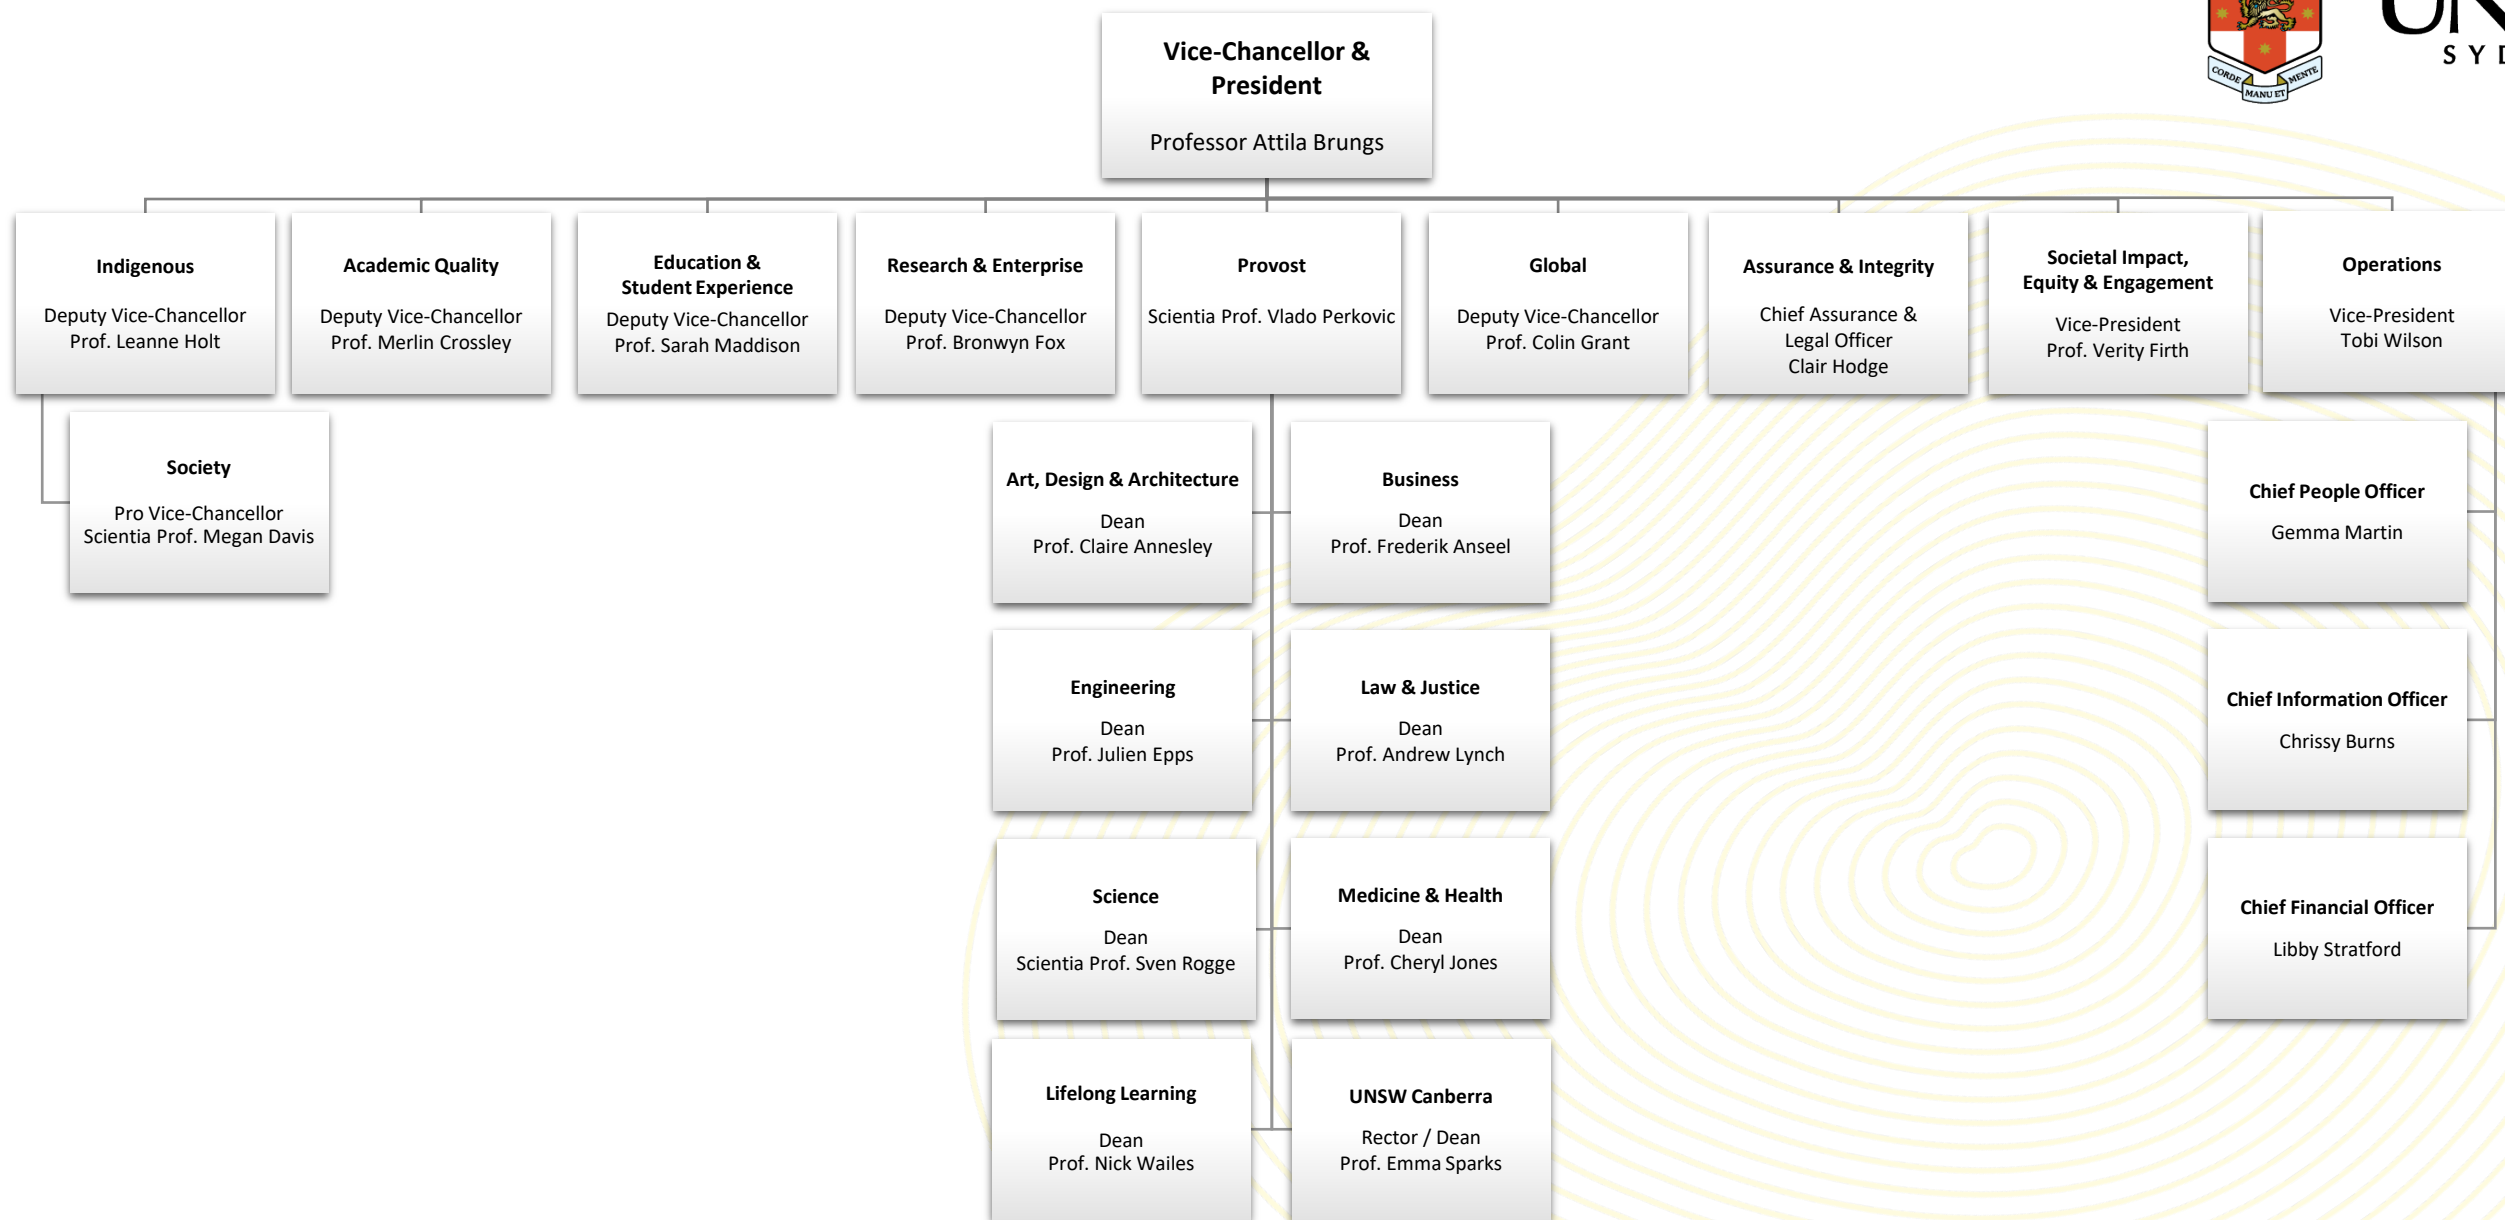 Vice-Chancellor &
President
Professor Attila Brungs
CORDE
MANU ET
MENTE
Indigenous
Deputy Vice-Chancellor
Prof. Leanne Holt
Academic Quality
Deputy Vice-Chancellor
Prof. Merlin Crossley
Education &
Student Experience
Deputy Vice-Chancellor
Prof. Sarah Maddison
Research & Enterprise
Deputy Vice-Chancellor
Prof. Bronwyn Fox
Provost
Scientia Prof. Vlado Perkovic
Global
Deputy Vice-Chancellor
Prof. Colin Grant
Assurance & Integrity
Chief Assurance &
Legal Officer
Clair Hodge
Societal Impact,
Equity & Engagement
Vice-President
Prof. Verity Firth
Operations
Vice-President
Tobi Wilson
Society
Pro Vice-Chancellor
Scientia Prof. Megan Davis
Art, Design & Architecture
Dean
Prof. Claire Annesley
Business
Dean
Prof. Frederik Anseel
Chief People Officer
Gemma Martin
Engineering
Dean
Prof. Julien Epps
Law & Justice
Dean
Prof. Andrew Lynch
Chief Information Officer
Chrissy Burns
Science
Dean
Scientia Prof. Sven Rogge
Medicine & Health
Dean
Prof. Cheryl Jones
Chief Financial Officer
Libby Stratford
Lifelong Learning
Dean
Prof. Nick Wailes
UNSW Canberra
Rector / Dean
Prof. Emma Sparks